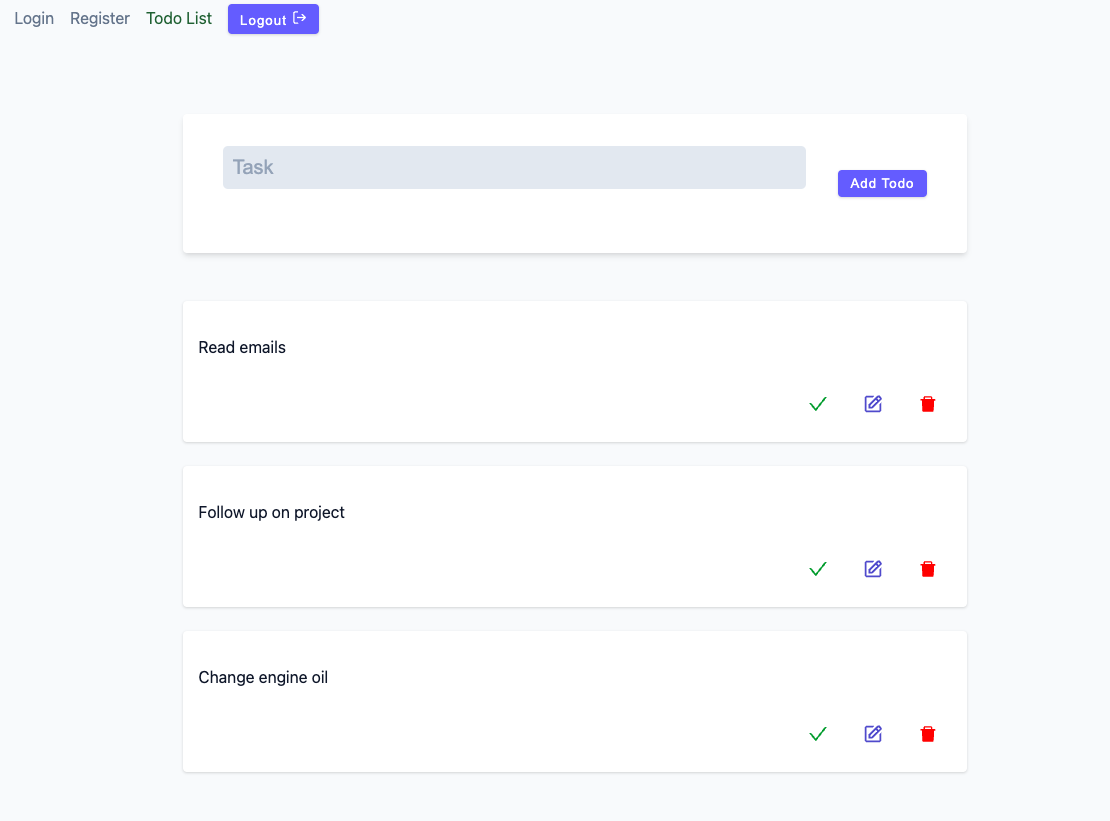 Login Register Todo List Logout
Task
Add Todo
Read emails
Follow up on project
Change engine oil